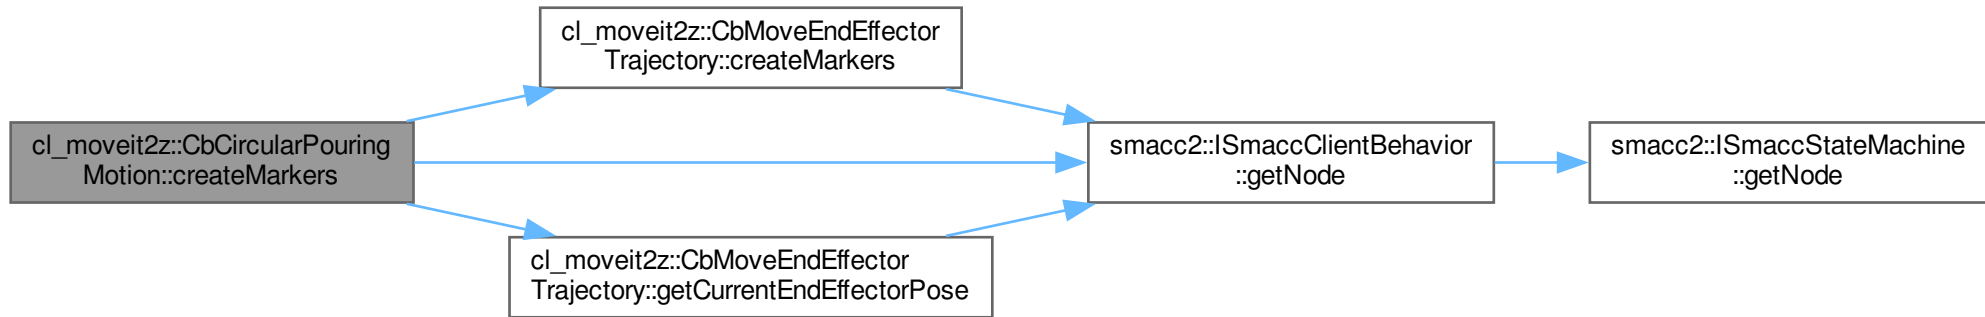 cl_moveit2z::CbMoveEndEffector
Trajectory::createMarkers
cl_moveit2z::CbCircularPouring
Motion::createMarkers
smacc2::ISmaccClientBehavior
::getNode
smacc2::ISmaccStateMachine
::getNode
cl_moveit2z::CbMoveEndEffector
Trajectory::getCurrentEndEffectorPose